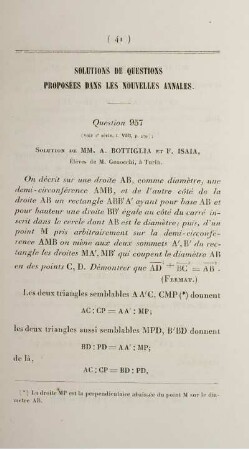 ( 41 )
SOLUTIONS DE QUESTIONS
PROPOSÉES DANS LES NOUVELLES ANNALES.
Question 937
(voir 2e série, t. VIII, p.
SOLUTION DE MM. A. BOTTIGLIA ET F. ISAIA,
Élèves de M. Genocchi, à Turin.
On décrit sur une droite AB, comme diamètre, une
demi-circonférence AMB, et de l'autre côté de la
droite AB un rectangle ABB'A' ayant pour base AB et
pour hauteur une droite BB' égale au côté du carré in-
scrit dans le cercle dont AB est le diamètre; puis, d'un
point M pris arbitrairement sur la demi-circonfé-
rence AMB on mène aux deux sommets A', B' du rec-
tangle les droites MA', MB' qui coupent le diamètre AB
en des points C, D. Démontrer que AD² + BC² = AB².
(FERMAT.)
Les deux triangles semblables AA'C, CMP (*) donnent
AC : CP = AA' : MP;
les deux triangles aussi semblables MPD, B'BD donnent
BD : PD = AA' : MP;
de là,
AC : CP = BD : PD,
(*) La droite MP est la perpendiculaire abaissée du point M sur le dia-
mètre AB.